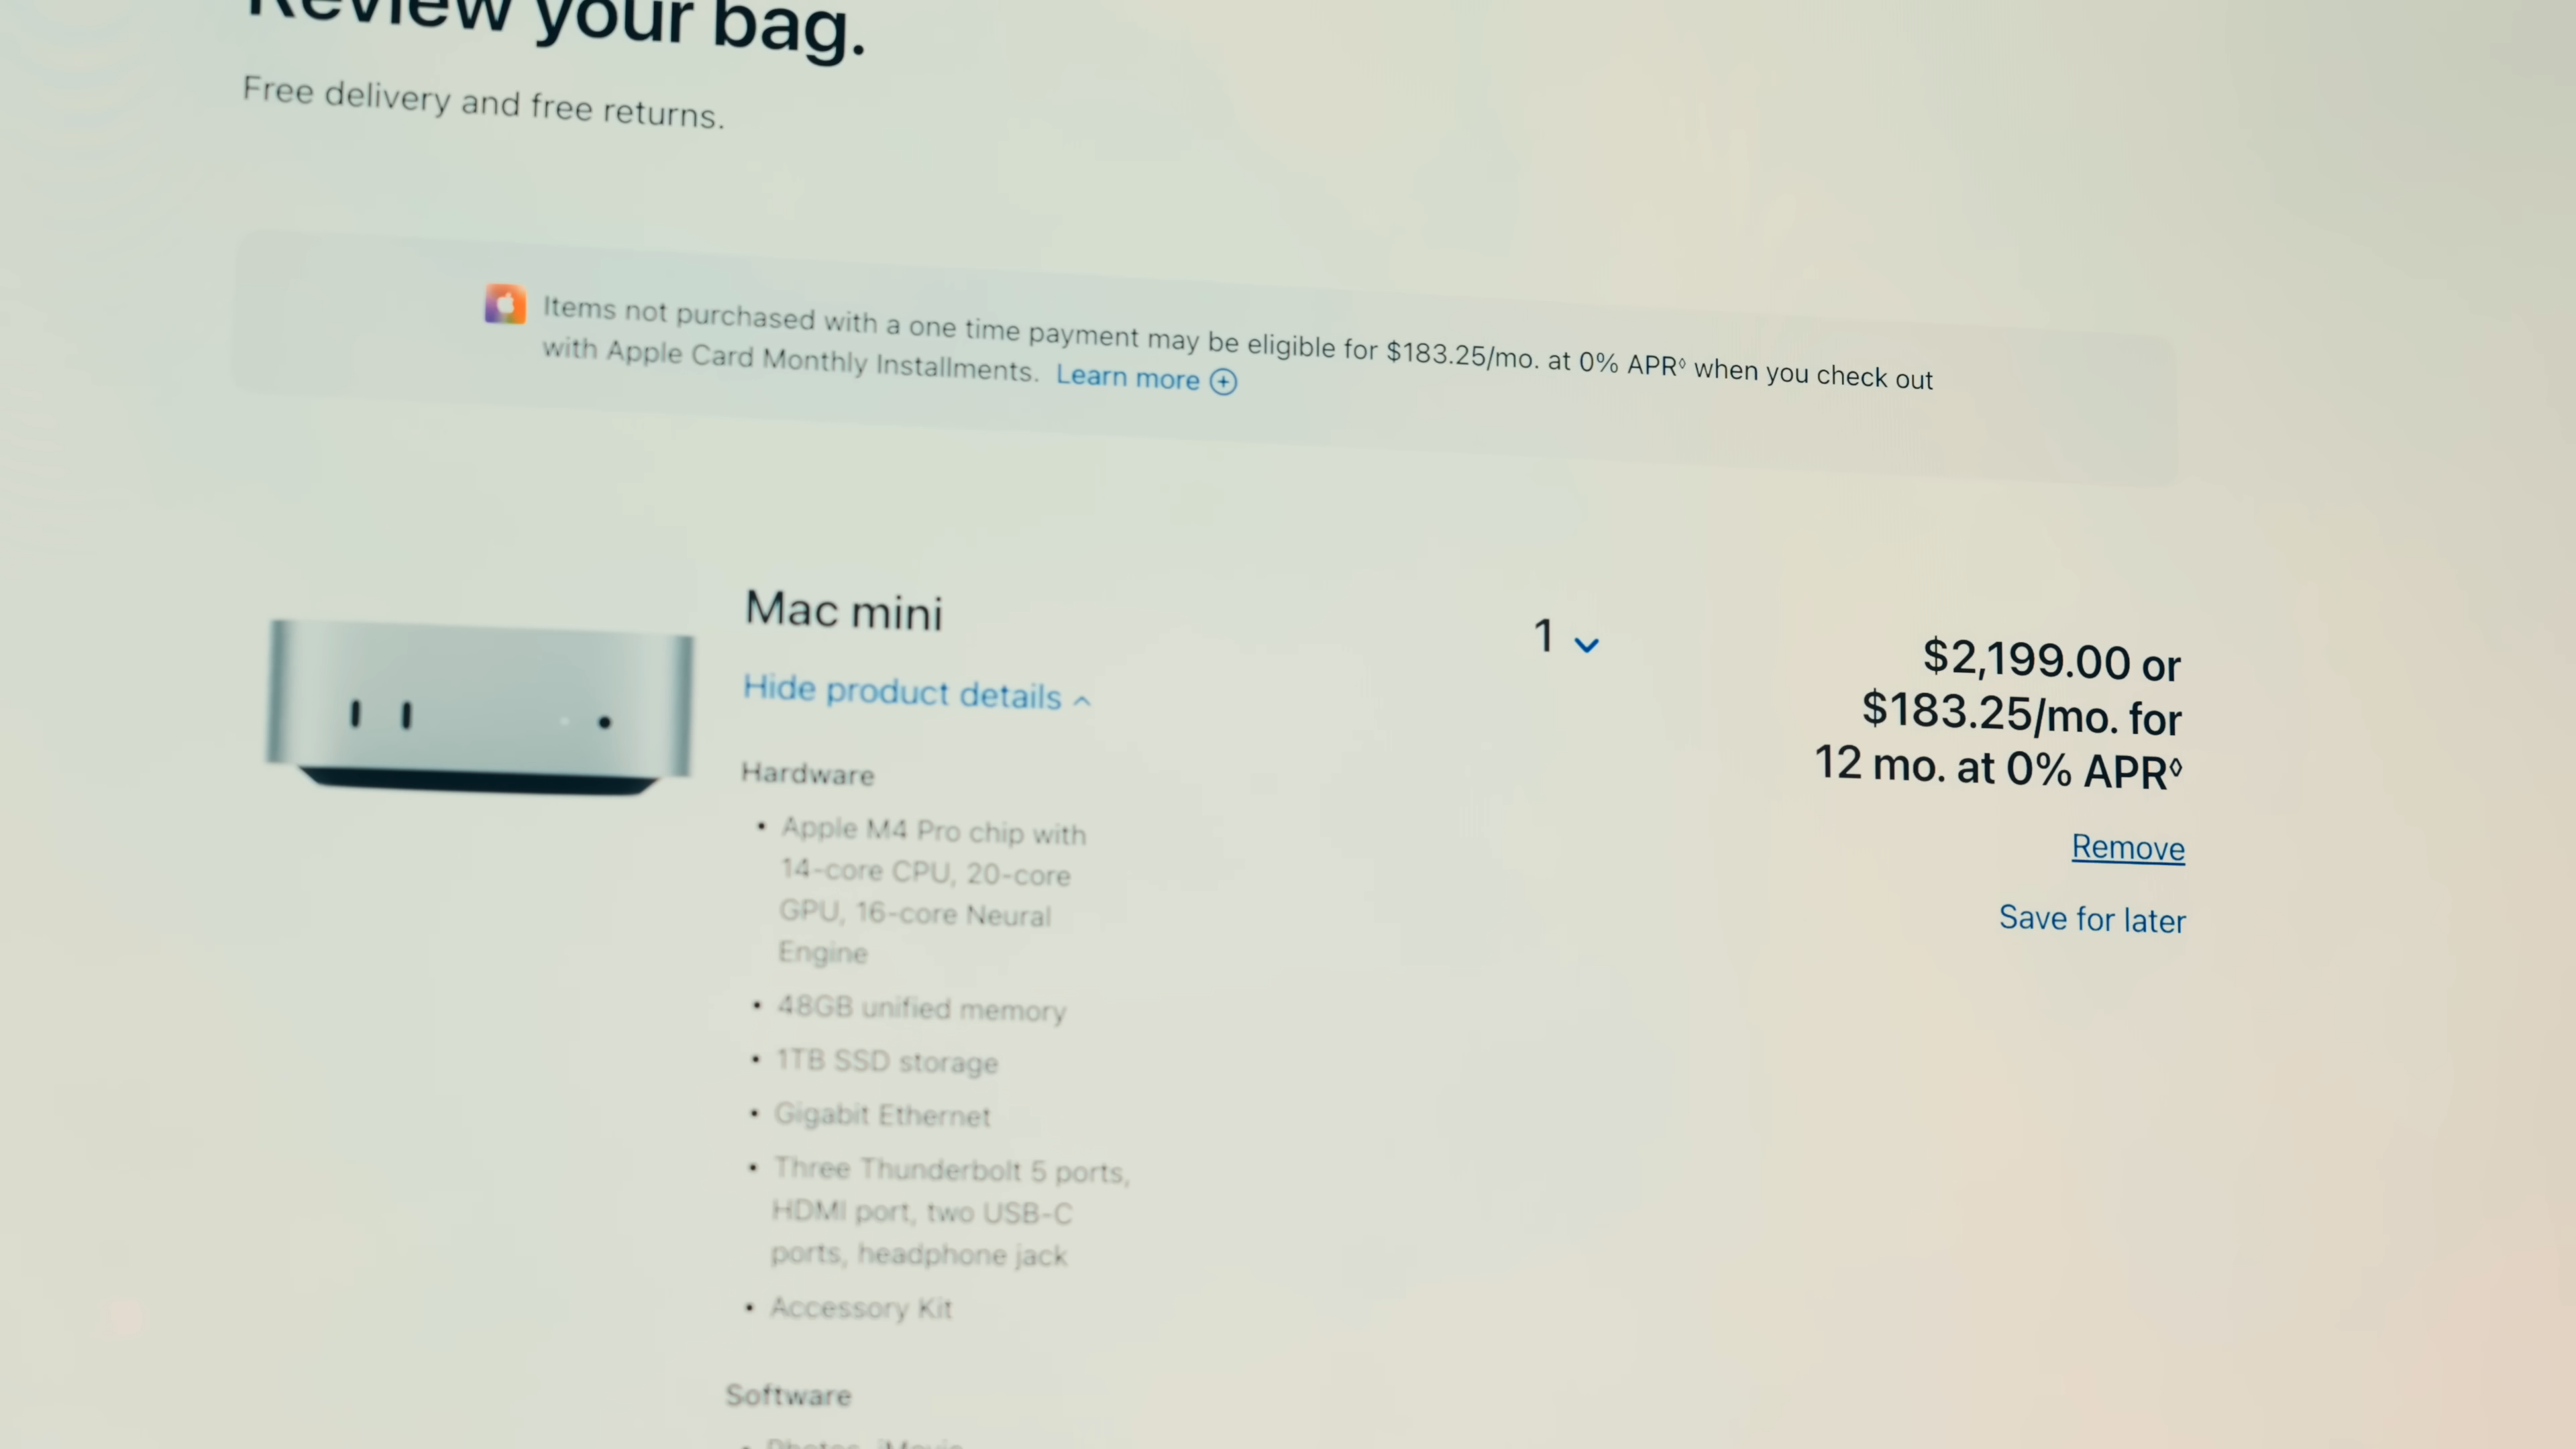 Review your bag.
Free delivery and free returns.
Items not purchased with a one time payment may be eligible for $183.25/mo. at 0% APR◊ when you check out
with Apple Card Monthly Installments. Learn more
Mac mini
1
$2,199.00 or
$183.25/mo. for
12 mo. at 0% APR◊
Hide product details
Remove
Save for later
Hardware
• Apple M4 Pro chip with
14-core CPU, 20-core
GPU, 16-core Neural
Engine
• 48GB unified memory
• 1TB SSD storage
• Gigabit Ethernet
• Three Thunderbolt 5 ports,
HDMI port, two USB-C
ports, headphone jack
• Accessory Kit
Software
• Photos, iMovie